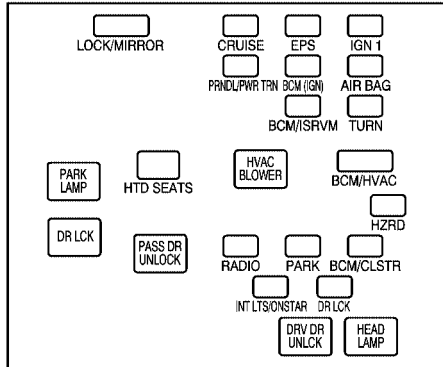 LOCK/MIRROR
CRUISE
EPS
IGN 1
PRNDL/PWR TRN
BCM (IGN)
AIR BAG
BCM/ISRVM
TURN
PARK
LAMP
HTD SEATS
HVAC
BLOWER
BCM/HVAC
HZRD
DR LCK
PASS DR
UNLOCK
RADIO
PARK
BCM/CLSTR
INT LTS/ONSTAR
DR LCK
DRV DR
UNLCK
HEAD
LAMP